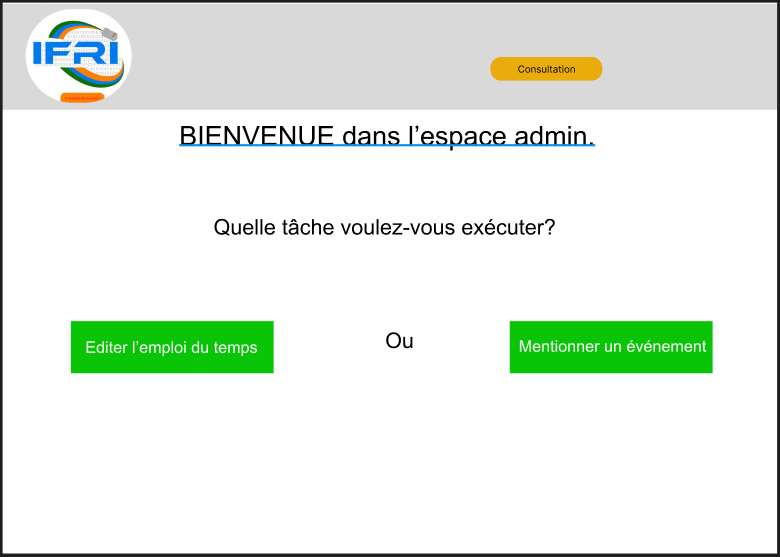 IFRI
Consultation
BIENVENUE dans l’espace admin.
Quelle tâche voulez-vous exécuter?
Editer l’emploi du temps
Ou
Mentionner un événement